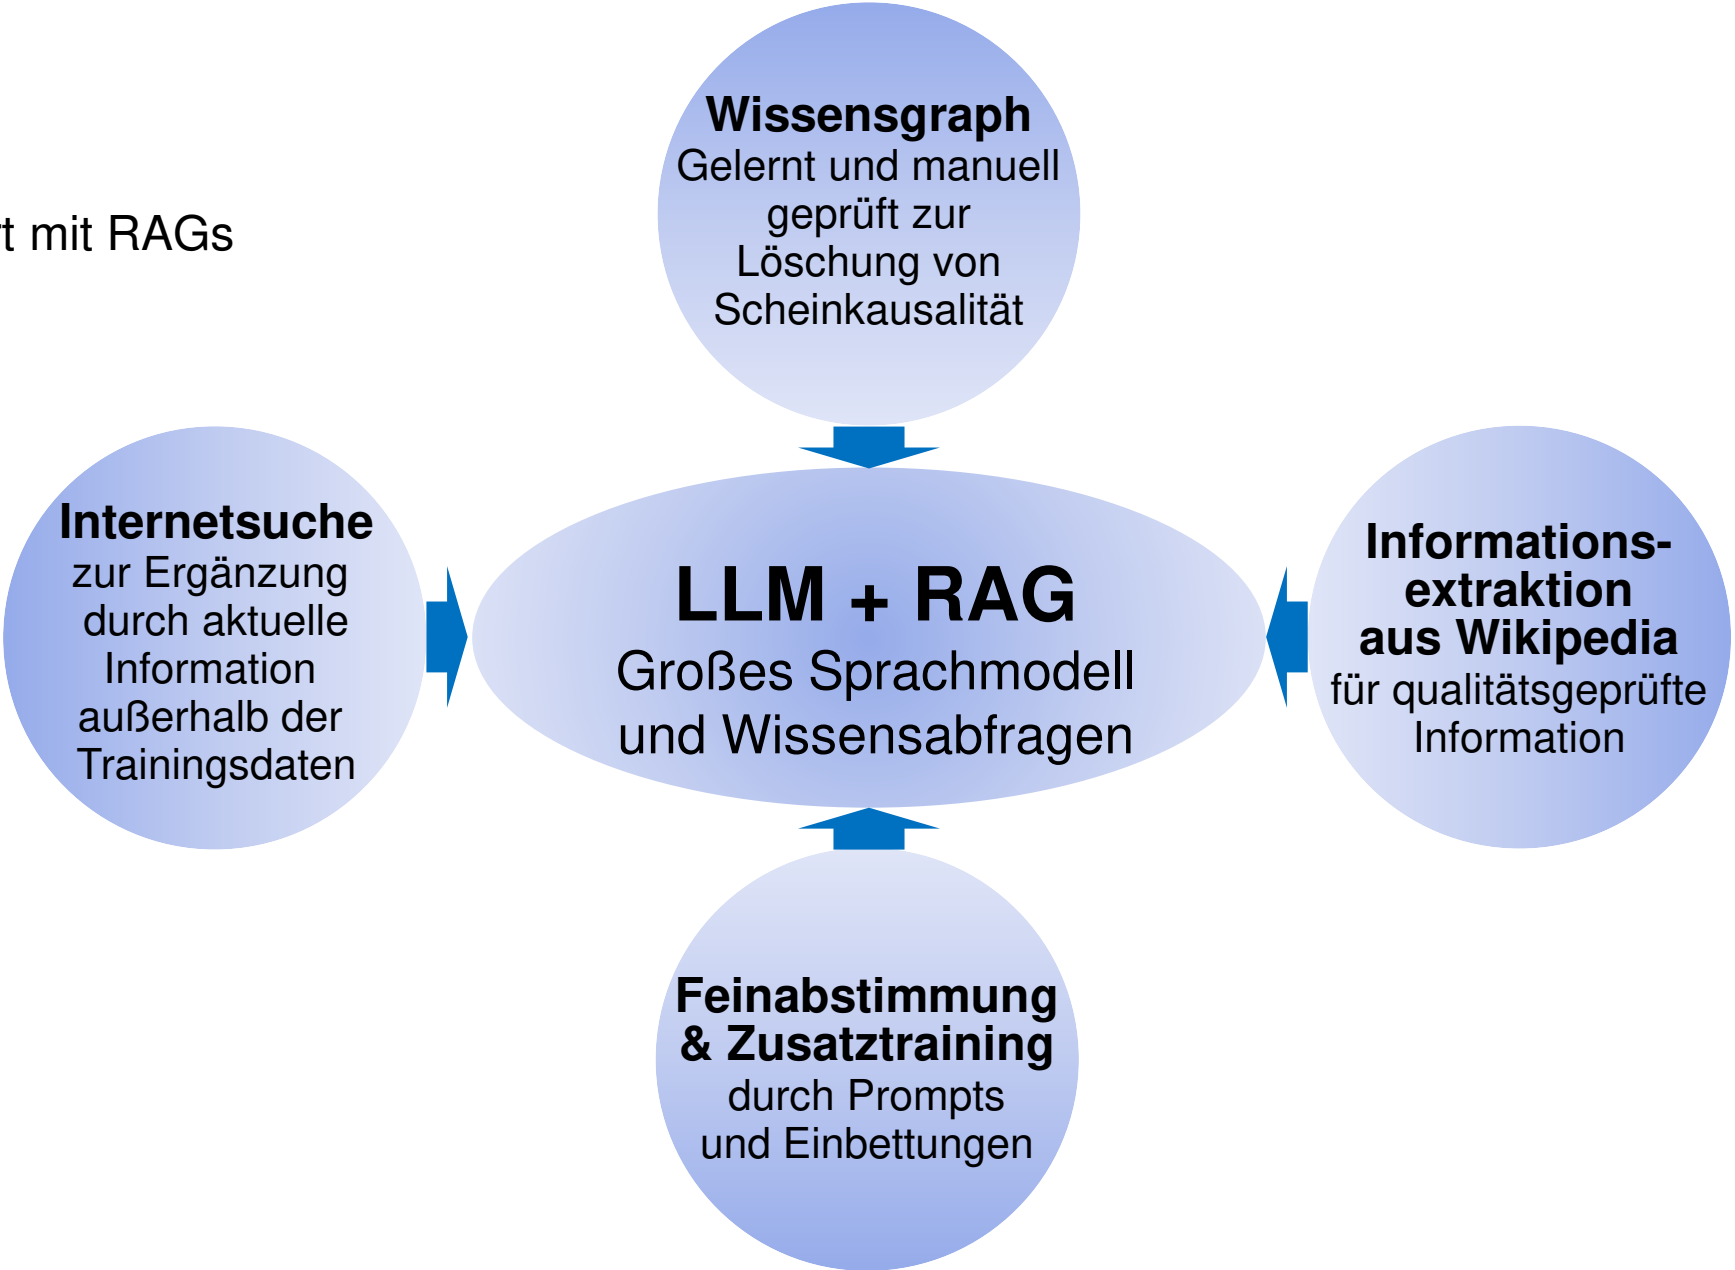 Wissensgraph
Gelernt und manuell
geprüft zur
Löschung von
Scheinkausalität
mit RAGs
Internetsuche
zur Ergänzung
durch aktuelle
Information
außerhalb der
Trainingsdaten
LLM + RAG
Großes Sprachmodell
und Wissensabfragen
Informations-
extraktion
aus Wikipedia
für qualitätsgeprüfte
Information
Feinabstimmung
& Zusatztraining
durch Prompts
und Einbettungen